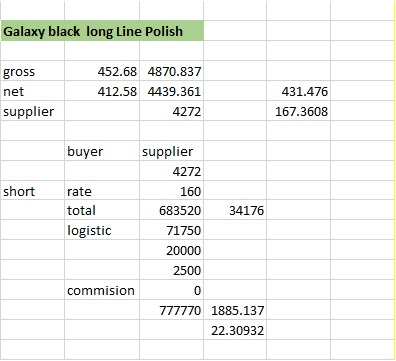 Galaxy black  long Line Polish
gross 452.68 4870.837
net 412.58 4439.361 431.476
supplier 4272 167.3608
buyer supplier
4272
short rate 160
total 683520 34176
logistic 71750
20000
2500
commision 0
777770 1885.137
22.30932